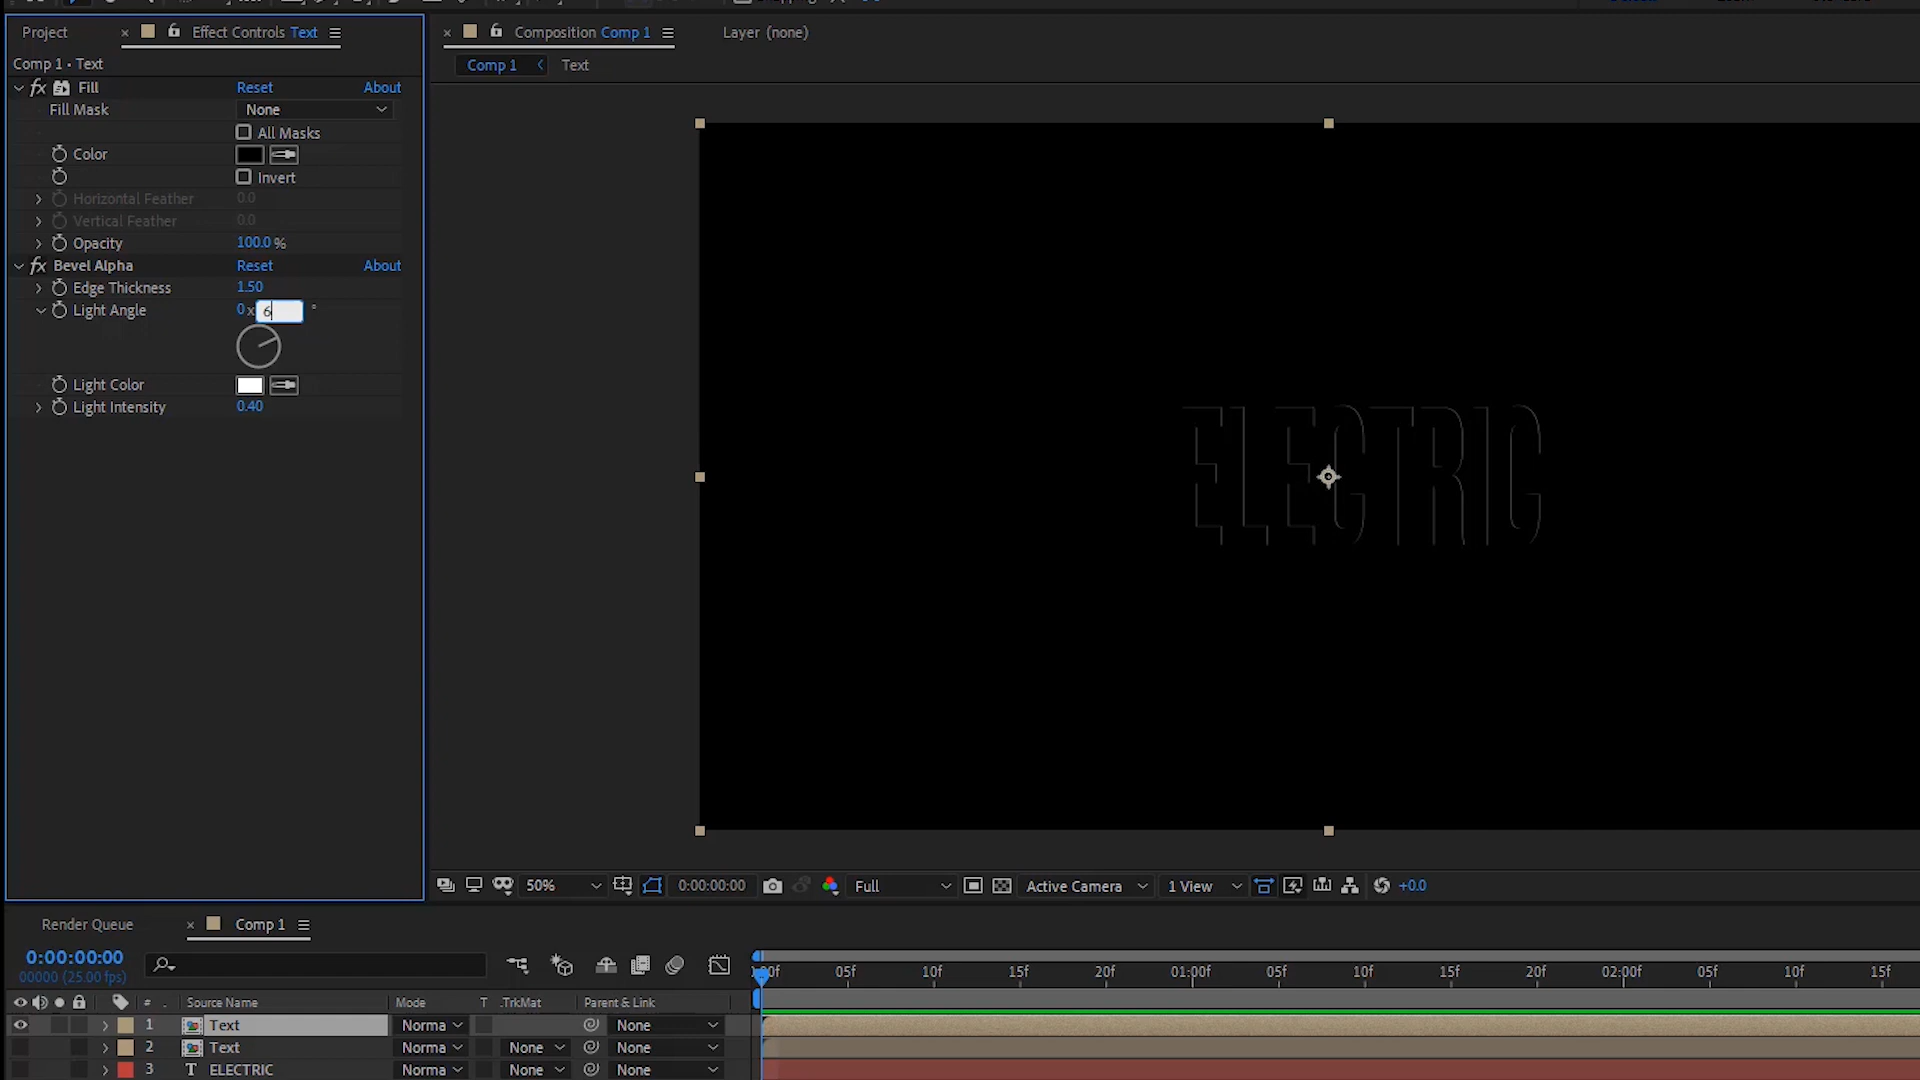 Project
Effect Controls Text
Composition Comp 1
Layer (none)
Comp 1 • Text
Comp 1
Text
fx Fill
Reset
About
Fill Mask
None
All Masks
Color
Invert
Horizontal Feather
0.0
Vertical Feather
0.0
Opacity
100.0 %
fx Bevel Alpha
Reset
About
Edge Thickness
1.50
Light Angle
0 x 6 °
Light Color
Light Intensity
0.40
ELECTRIC
50%
0:00:00:00
Full
Active Camera
1 View
+0.0
Render Queue
Comp 1
0:00:00:00
00000 (25.00 fps)
05f
10f
15f
20f
01:00f
05f
10f
15f
20f
02:00f
05f
10f
15f
#
Source Name
Mode
T
.TrkMat
Parent & Link
1
Text
Norma
None
2
Text
Norma
None
None
3
T
ELECTRIC
Norma
None
None